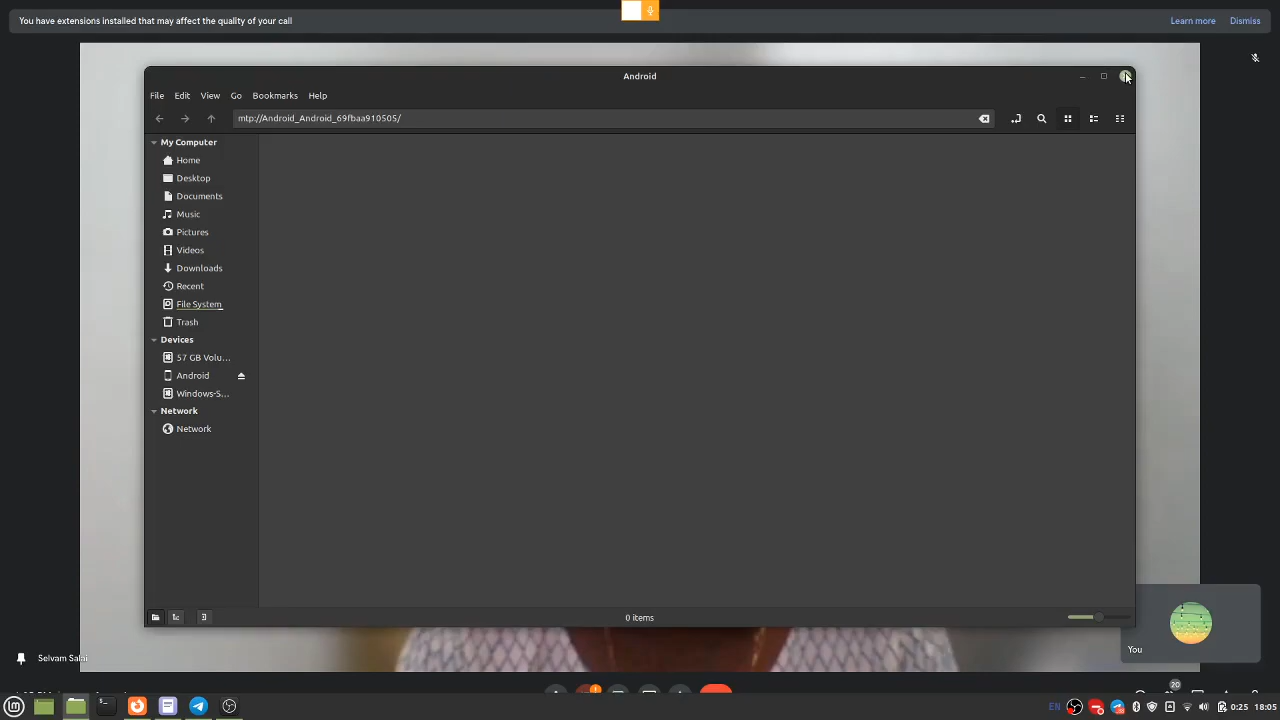 You have extensions installed that may affect the quality of your call
Learn more
Dismiss
Android
File Edit View Go Bookmarks Help
mtp://Android_Android_69fbaa910505/
My Computer
Home
Desktop
Documents
Music
Pictures
Videos
Downloads
Recent
File System
Trash
Devices
57 GB Volu...
Android
Windows-S...
Network
Network
0 items
You
Selvam Salai
20
EN
0:25
18:05